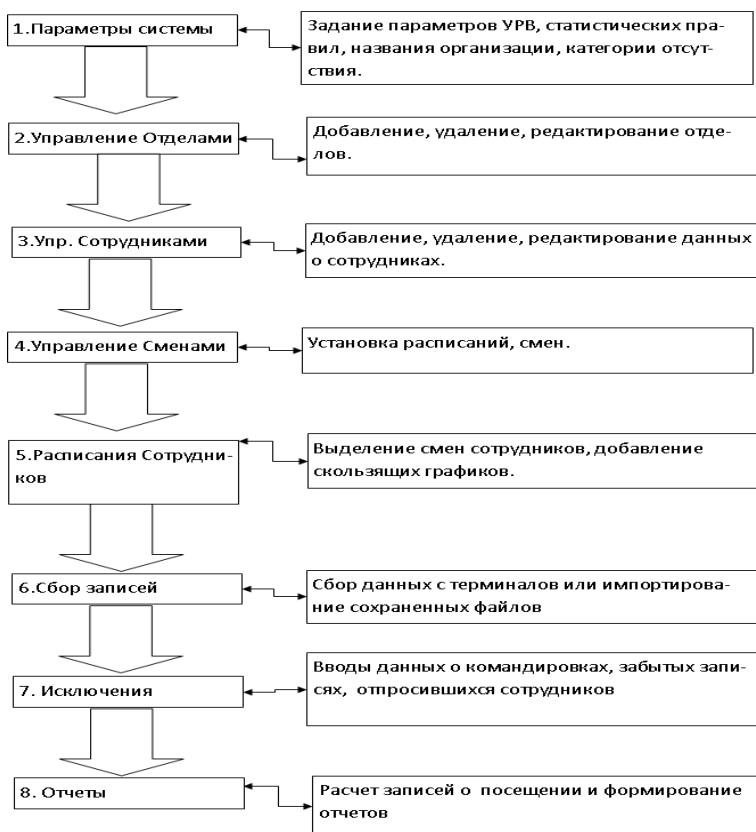 1.Параметры системы
Задание параметров УРВ, статистических пра-
вил, названия организации, категории отсут-
ствия.
2.Управление Отделами
Добавление, удаление, редактирование отде-
лов.
3.Упр. Сотрудниками
Добавление, удаление, редактирование данных
о сотрудниках.
4.Управление Сменами
Установка расписаний, смен.
5.Расписания Сотрудни-
ков
Выделение смен сотрудников, добавление
скользящих графиков.
6.Сбор записей
Сбор данных с терминалов или импортирова-
ние сохраненных файлов
7. Исключения
Вводы данных о командировках, забытых запи-
сях, отпросившихся сотрудников
8. Отчеты
Расчет записей о посещении и формирование
отчетов